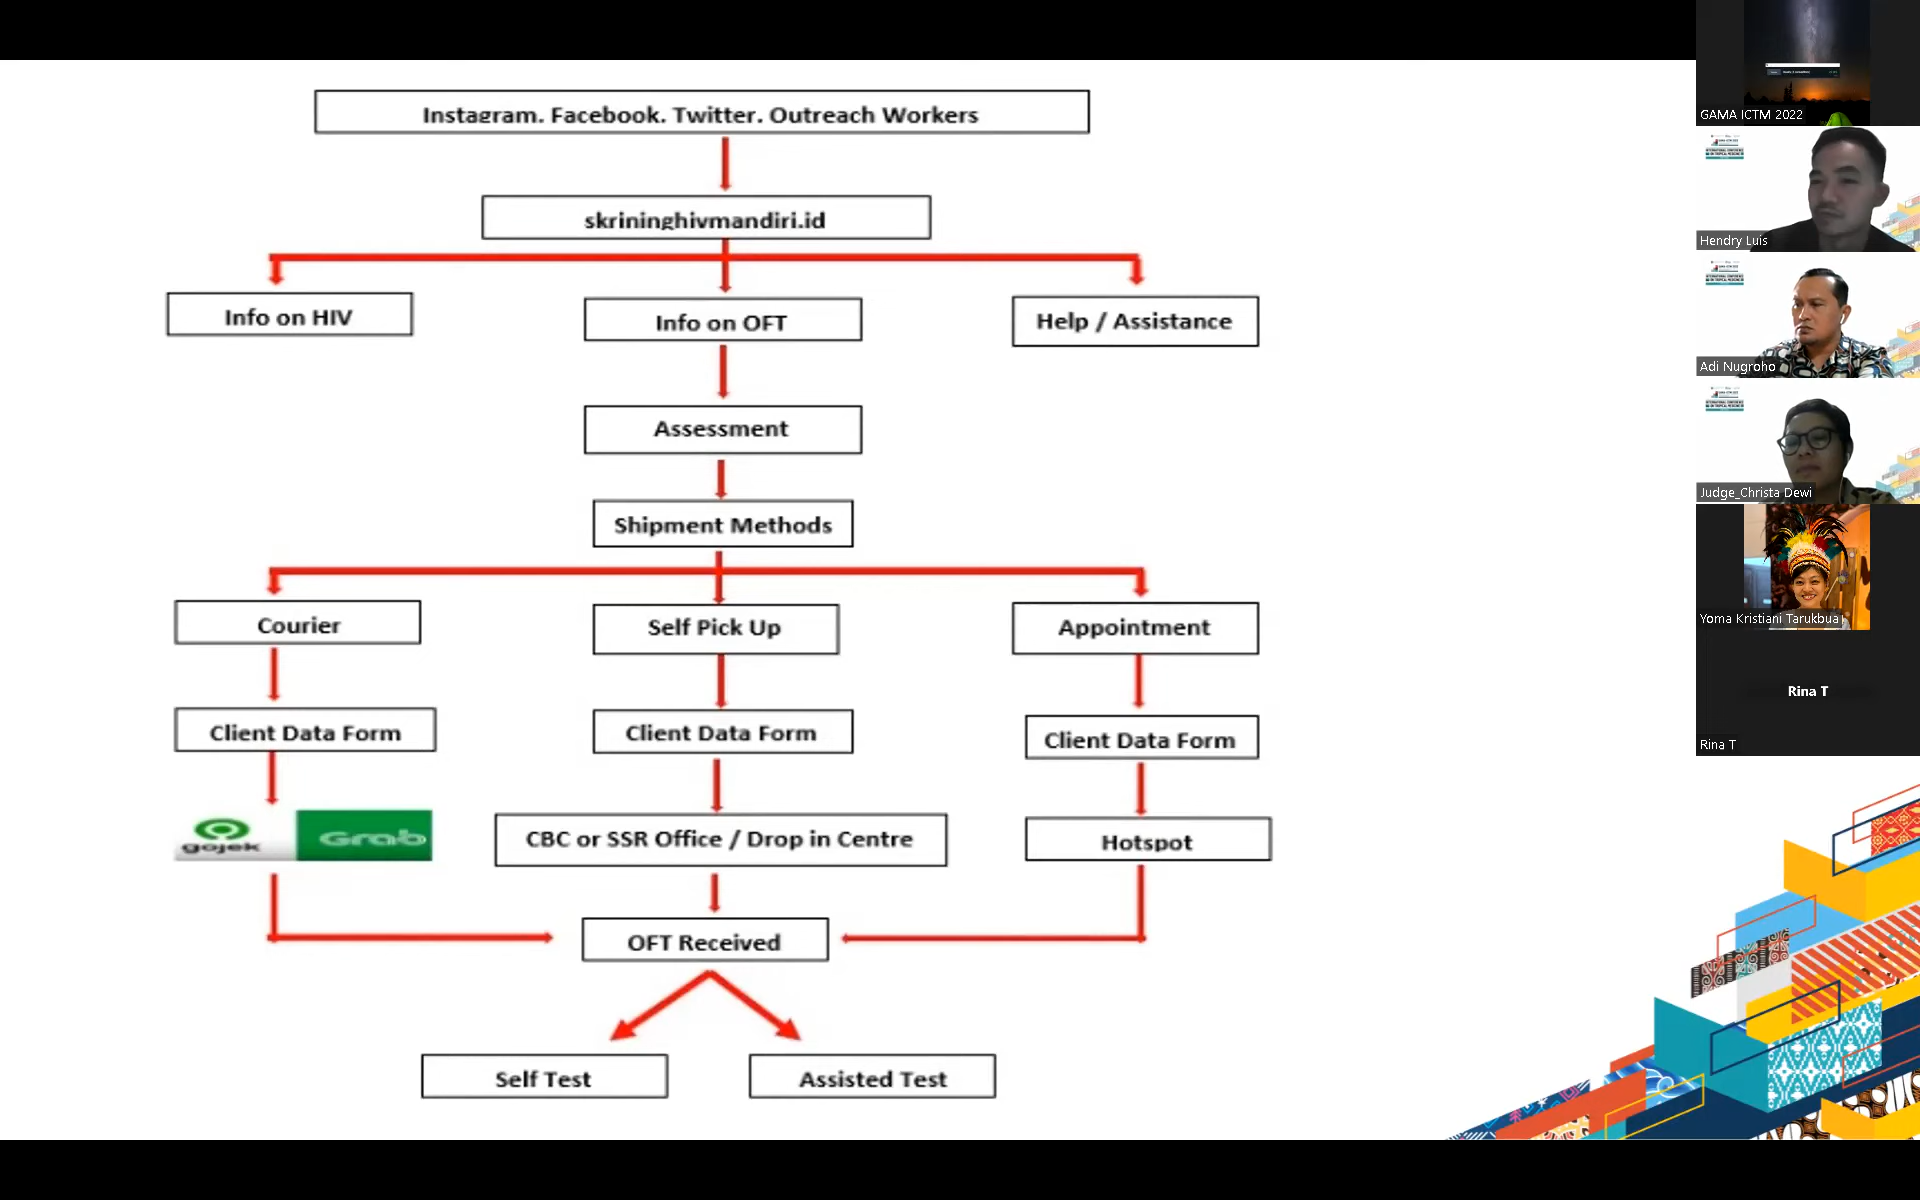 Instagram. Facebook. Twitter. Outreach Workers
skrininghivmandiri.id
Info on HIV
Info on OFT
Help / Assistance
Assessment
Shipment Methods
Courier
Self Pick Up
Appointment
Client Data Form
Client Data Form
Client Data Form
gojek
Grab
CBC or SSR Office / Drop in Centre
Hotspot
OFT Received
Self Test
Assisted Test
GAMA ICTM 2022
Hendry Luis
Adi Nugroho
Judge_Christa Dewi
Yoma Kristiani Tarukbua
Rina T
Rina T